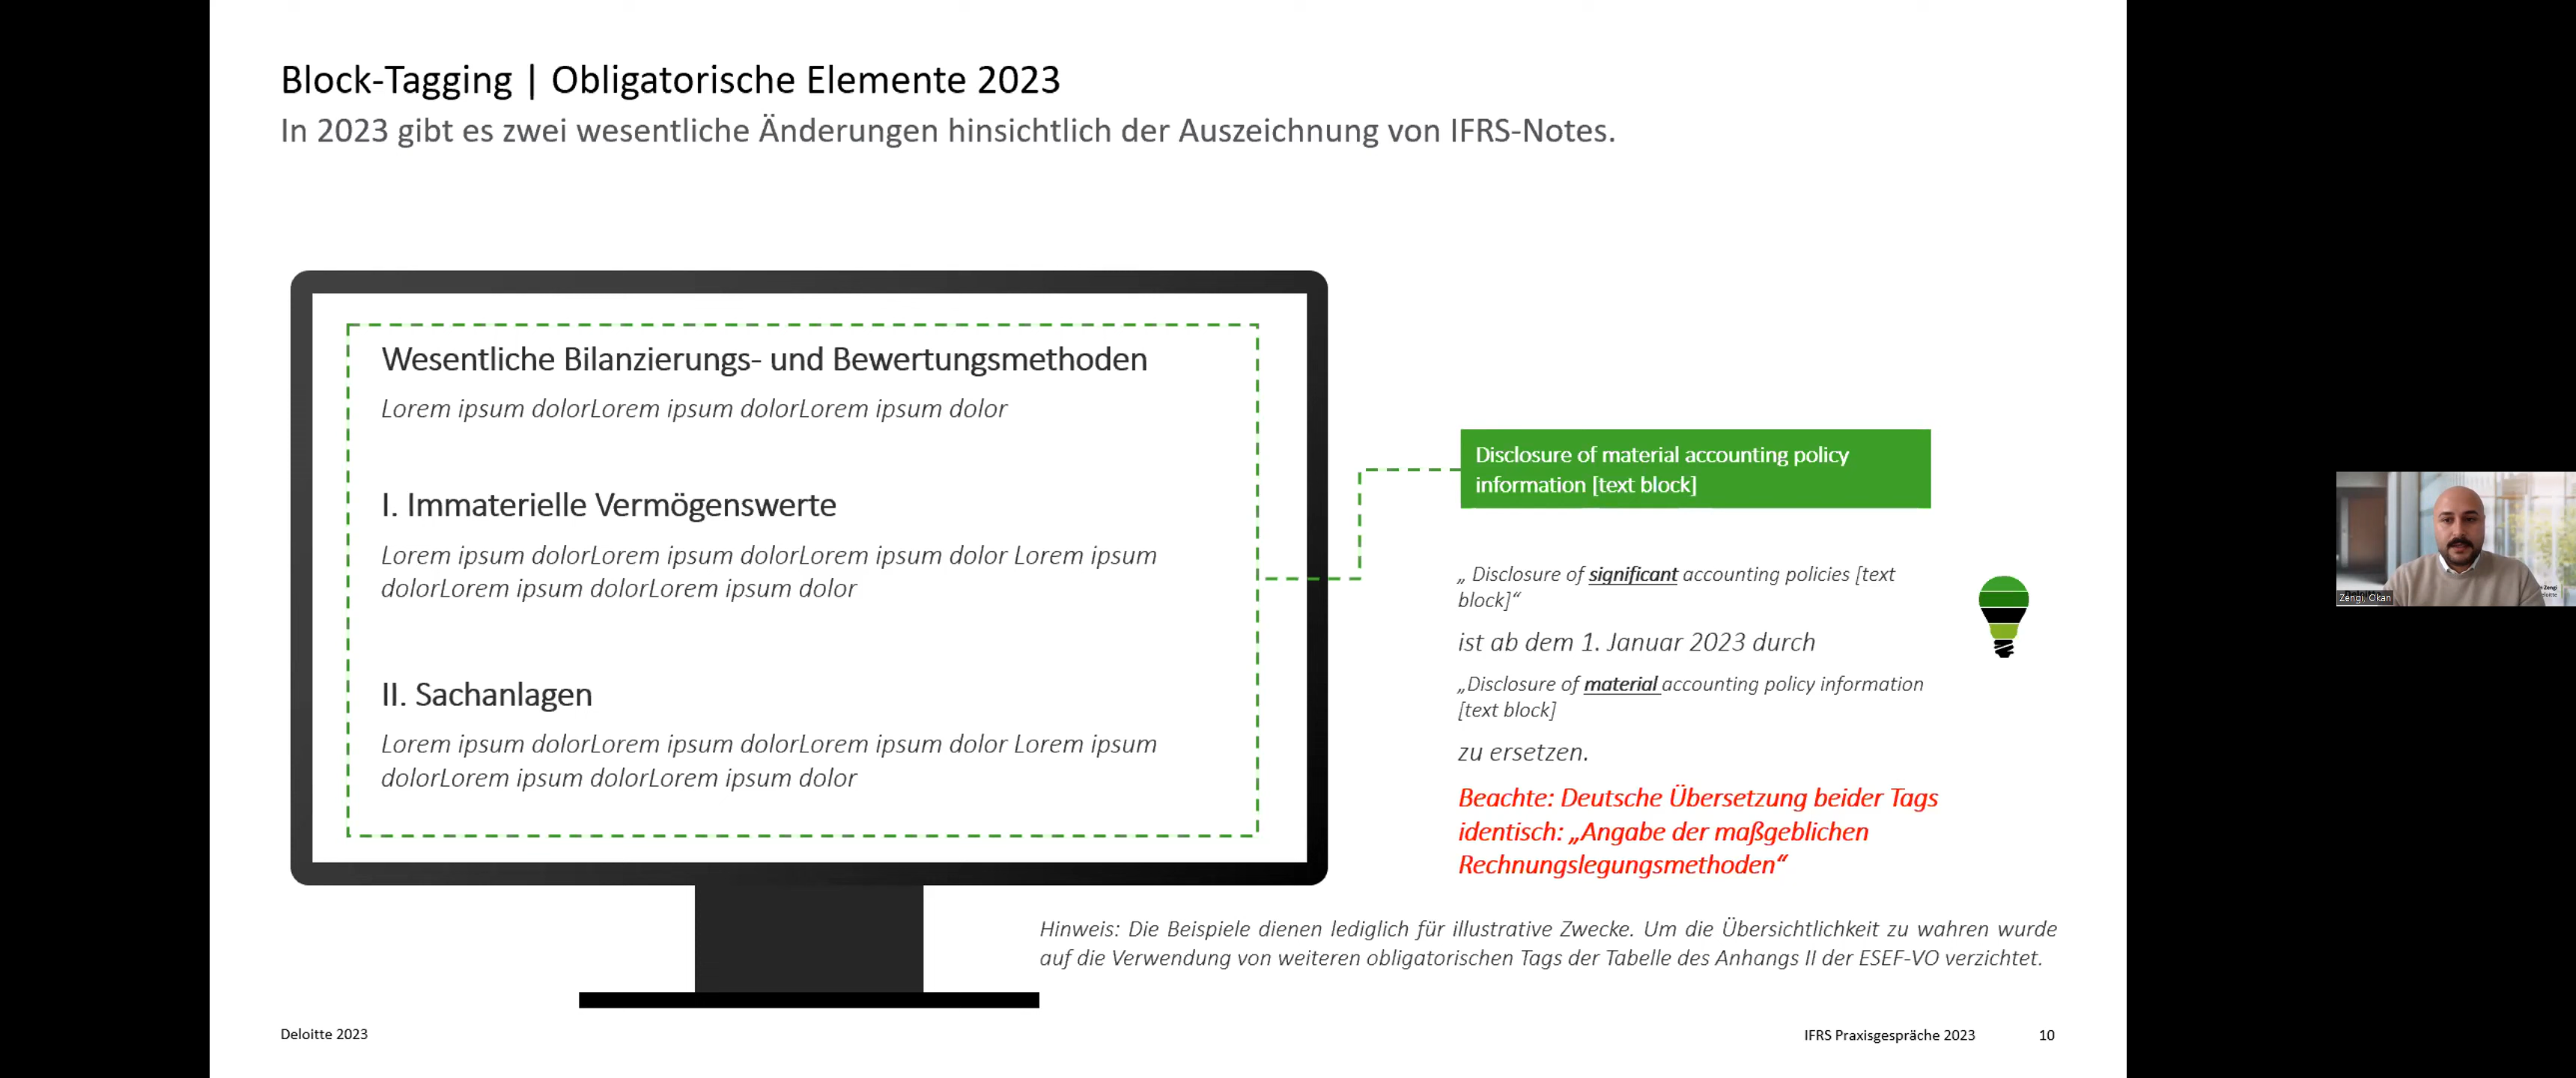 Block-Tagging | Obligatorische Elemente 2023
In 2023 gibt es zwei wesentliche Änderungen hinsichtlich der Auszeichnung von IFRS-Notes.
Wesentliche Bilanzierungs- und Bewertungsmethoden
Lorem ipsum dolorLorem ipsum dolorLorem ipsum dolor
I. Immaterielle Vermögenswerte
Lorem ipsum dolorLorem ipsum dolorLorem ipsum dolor Lorem ipsum
dolorLorem ipsum dolorLorem ipsum dolor
II. Sachanlagen
Lorem ipsum dolorLorem ipsum dolorLorem ipsum dolor Lorem ipsum
dolorLorem ipsum dolorLorem ipsum dolor
Disclosure of material accounting policy
information [text block]
„ Disclosure of significant accounting policies [text
block]“
ist ab dem 1. Januar 2023 durch
„Disclosure of material accounting policy information
[text block]
zu ersetzen.
Beachte: Deutsche Übersetzung beider Tags
identisch: „Angabe der maßgeblichen
Rechnungslegungsmethoden“
Hinweis: Die Beispiele dienen lediglich für illustrative Zwecke. Um die Übersichtlichkeit zu wahren wurde
auf die Verwendung von weiteren obligatorischen Tags der Tabelle des Anhangs II der ESEF-VO verzichtet.
Deloitte 2023
IFRS Praxisgespräche 2023
10
Zengi, Okan